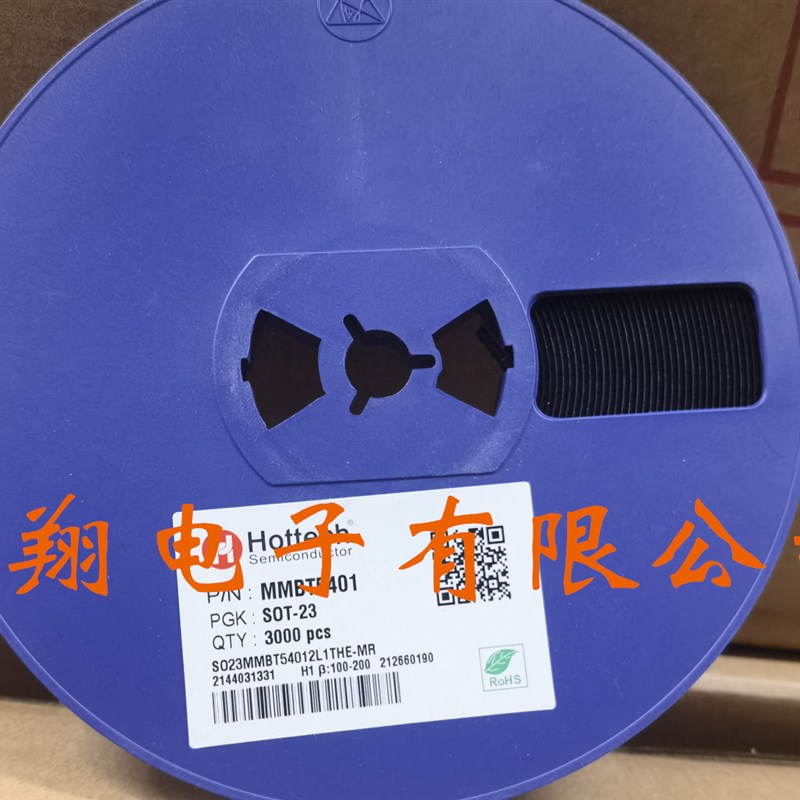 翔电子有限公
Hottech®
Semiconductor
P/N : MMBT5401
PGK : SOT-23
QTY : 3000 pcs
SO23MMBT54012L1THE-MR
2144031331 H1 β:100-200 212660190
RoHS